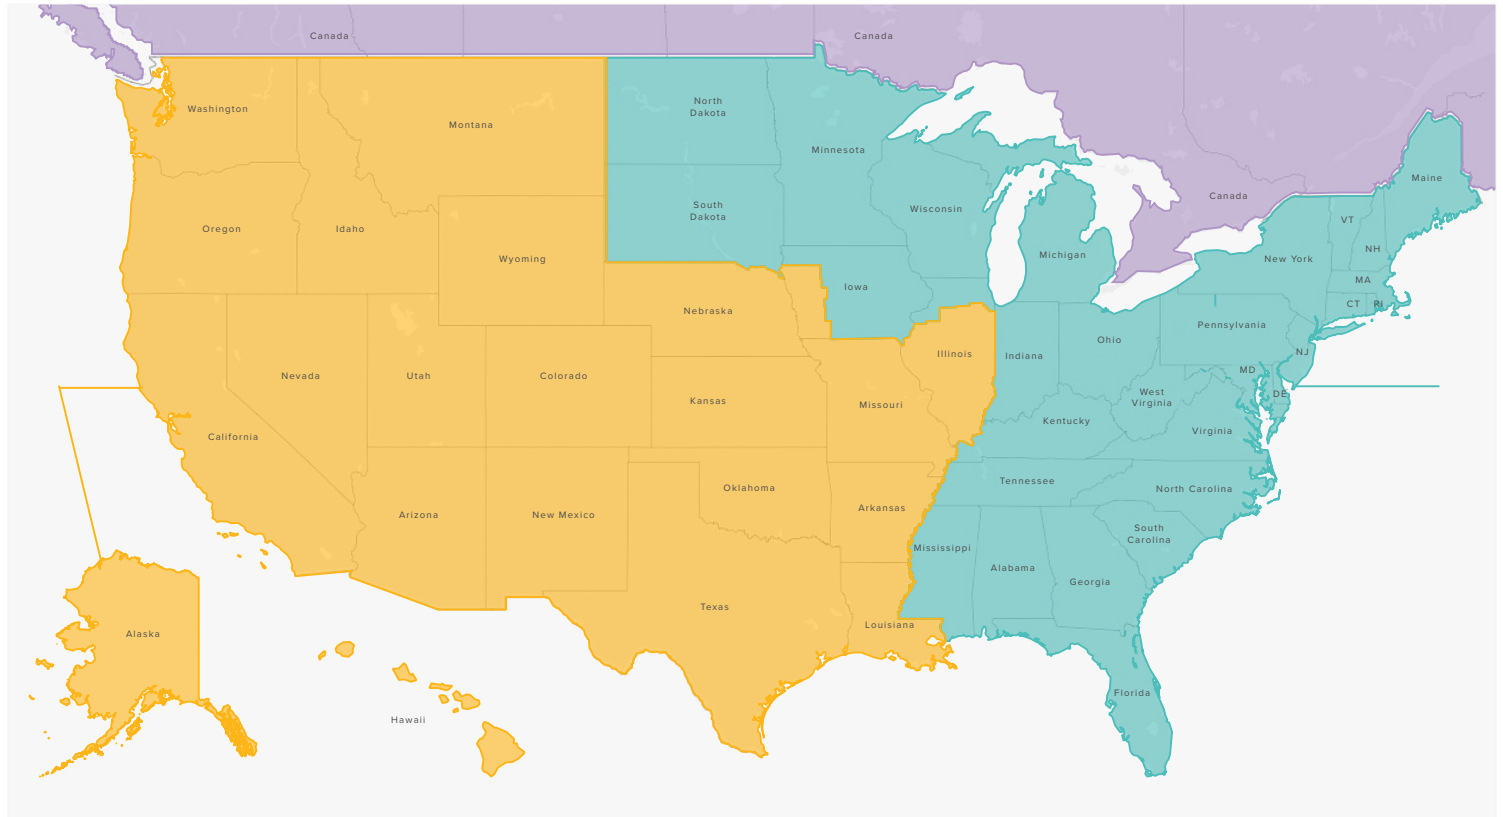 Canada
Canada
Washington
North
Dakota
Montana
Minnesota
Maine
Canada
South
Dakota
Wisconsin
VT
Oregon
Idaho
NH
Michigan
Wyoming
New York
MA
Iowa
CT
RI
Nebraska
Pennsylvania
Ohio
Illinois
Indiana
NJ
MD
Nevada
Utah
Colorado
West
Virginia
DE
Kansas
Missouri
Kentucky
Virginia
California
Tennessee
Oklahoma
North Carolina
Arkansas
Arizona
New Mexico
South
Carolina
Mississippi
Alabama
Georgia
Texas
Louisiana
Alaska
Florida
Hawaii